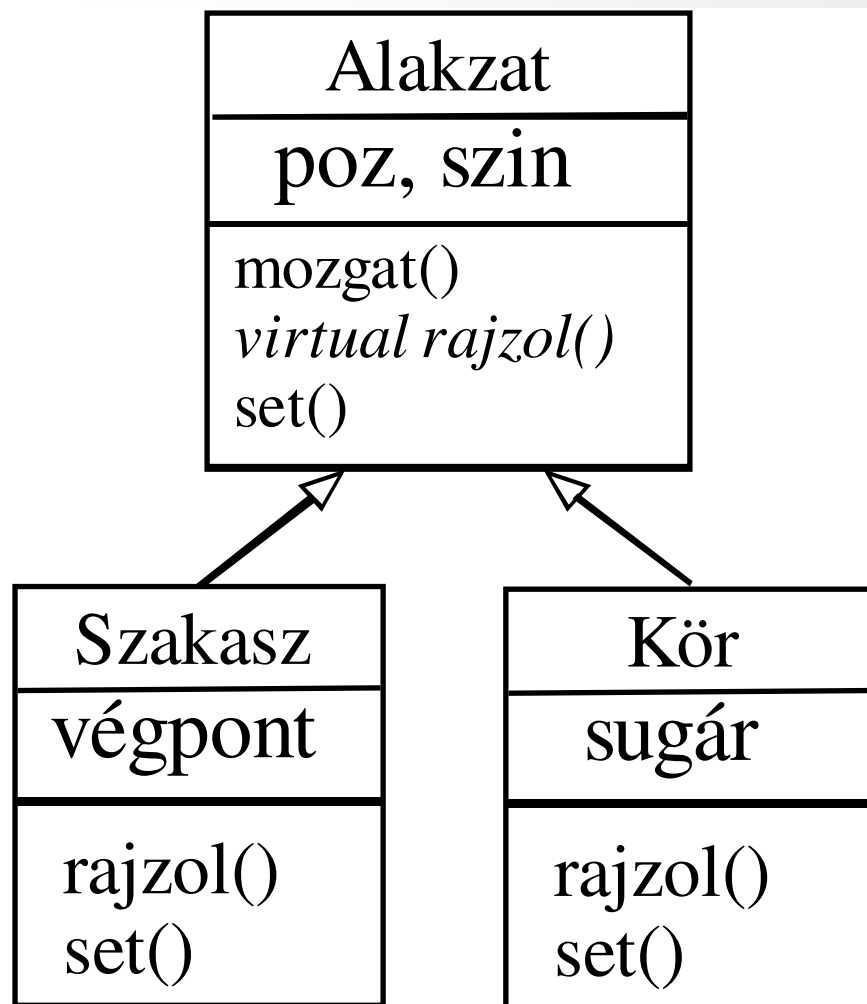 Alakzat
poz, szin
mozgat()
virtual rajzol()
set()
Szakasz
végpont
rajzol()
set()
Kör
sugár
rajzol()
set()